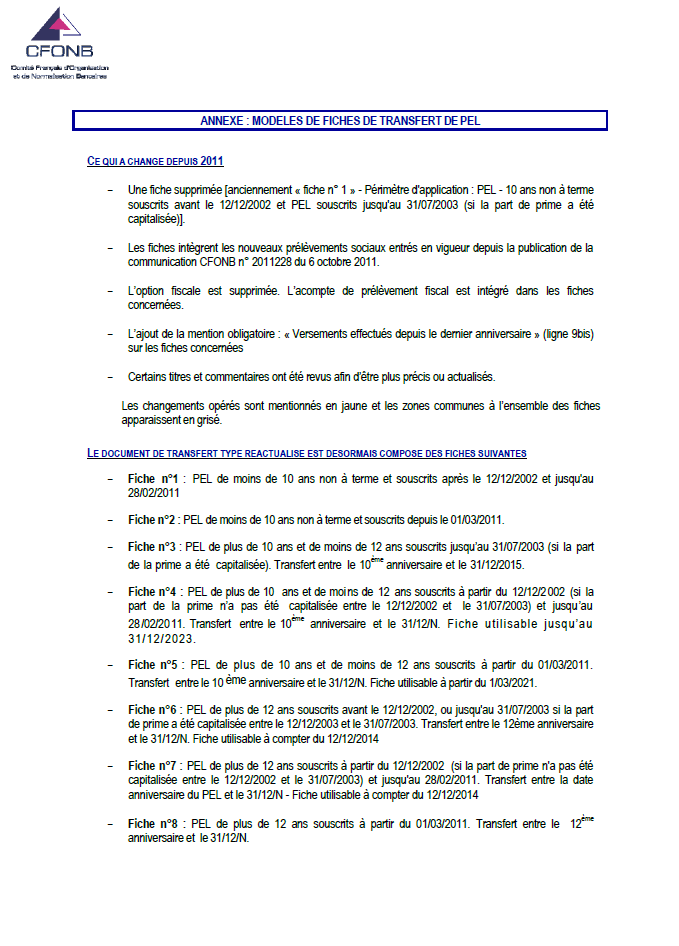 CFONB
Comité Français d'Organisation
et de Normalisation Bancaires
ANNEXE : MODELES DE FICHES DE TRANSFERT DE PEL
CE QUI A CHANGE DEPUIS 2011
− Une fiche supprimée [anciennement « fiche n° 1 » - Périmètre d'application : PEL - 10 ans non à terme
souscrits avant le 12/12/2002 et PEL souscrits jusqu'au 31/07/2003 (si la part de prime a été
capitalisée)].
− Les fiches intègrent les nouveaux prélèvements sociaux entrés en vigueur depuis la publication de la
communication CFONB n° 2011228 du 6 octobre 2011.
− L'option fiscale est supprimée. L'acompte de prélèvement fiscal est intégré dans les fiches
concernées.
− L'ajout de la mention obligatoire : « Versements effectués depuis le dernier anniversaire » (ligne 9bis)
sur les fiches concernées
− Certains titres et commentaires ont été revus afin d'être plus précis ou actualisés.
Les changements opérés sont mentionnés en jaune et les zones communes à l'ensemble des fiches
apparaissent en grisé.
LE DOCUMENT DE TRANSFERT TYPE REACTUALISE EST DESORMAIS COMPOSE DES FICHES SUIVANTES
− Fiche n°1 : PEL de moins de 10 ans non à terme et souscrits après le 12/12/2002 et jusqu'au
28/02/2011
− Fiche n°2 : PEL de moins de 10 ans non à terme et souscrits depuis le 01/03/2011.
− Fiche n°3 : PEL de plus de 10 ans et de moins de 12 ans souscrits jusqu'au 31/07/2003 (si la part
de la prime a été capitalisée). Transfert entre le 10ème anniversaire et le 31/12/2015.
− Fiche n°4 : PEL de plus de 10 ans et de moins de 12 ans souscrits à partir du 12/12/2002 (si la
part de la prime n'a pas été capitalisée entre le 12/12/2002 et le 31/07/2003) et jusqu'au
28/02/2011. Transfert entre le 10ème anniversaire et le 31/12/N. Fiche utilisable jusqu'au
31/12/2023.
− Fiche n°5 : PEL de plus de 10 ans et de moins de 12 ans souscrits à partir du 01/03/2011.
Transfert entre le 10 ème anniversaire et le 31/12/N. Fiche utilisable à partir du 1/03/2021.
− Fiche n°6 : PEL de plus de 12 ans souscrits avant le 12/12/2002, ou jusqu'au 31/07/2003 si la part
de prime a été capitalisée entre le 12/12/2003 et le 31/07/2003. Transfert entre le 12ème anniversaire
et le 31/12/N. Fiche utilisable à compter du 12/12/2014
− Fiche n°7 : PEL de plus de 12 ans souscrits à partir du 12/12/2002 (si la part de prime n'a pas été
capitalisée entre le 12/12/2002 et le 31/07/2003) et jusqu'au 28/02/2011. Transfert entre la date
anniversaire du PEL et le 31/12/N - Fiche utilisable à compter du 12/12/2014
− Fiche n°8 : PEL de plus de 12 ans souscrits à partir du 01/03/2011. Transfert entre le 12ème
anniversaire et le 31/12/N.